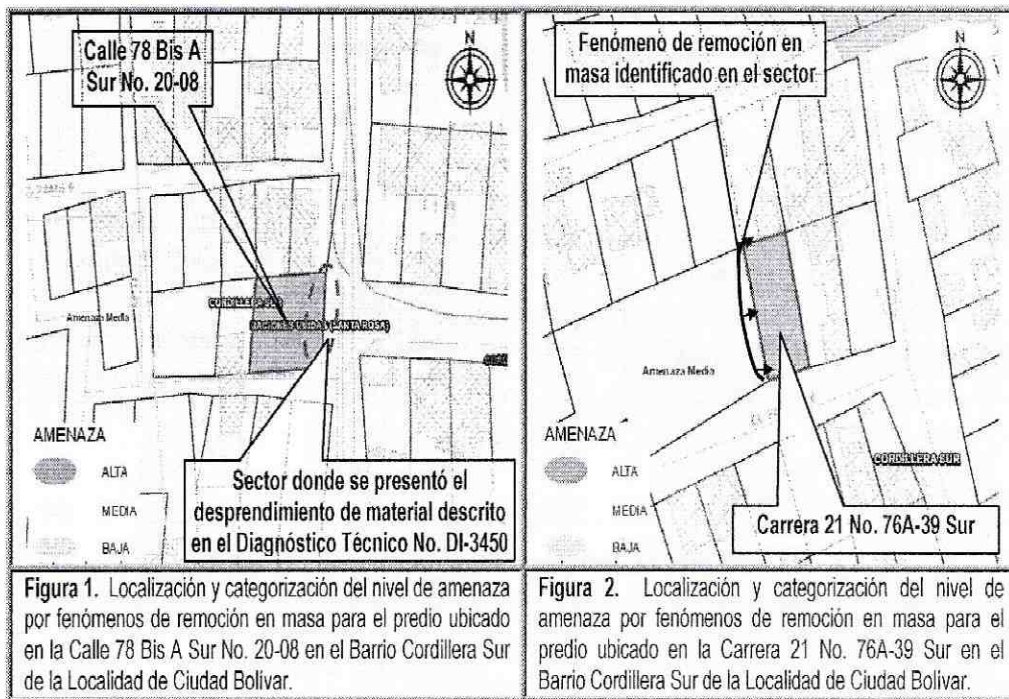 Calle 78 Bis A
Sur No. 20-08
N
CORDILLERA SUR
NACIONES UNIDAS (SANTA ROSA)
Amenaza Media
AMENAZA
ALTA
MEDIA
BAJA
Sector donde se presentó el
desprendimiento de material descrito
en el Diagnóstico Técnico No. DI-3450
Figura 1. Localización y categorización del nivel de amenaza
por fenómenos de remoción en masa para el predio ubicado
en la Calle 78 Bis A Sur No. 20-08 en el Barrio Cordillera Sur
de la Localidad de Ciudad Bolivar.
Fenómeno de remoción en
masa identificado en el sector
N
Amenaza Media
CORDILLERA SUR
AMENAZA
ALTA
MEDIA
BAJA
Carrera 21 No. 76A-39 Sur
Figura 2. Localización y categorización del nivel de
amenaza por fenómenos de remoción en masa para el
predio ubicado en la Carrera 21 No. 76A-39 Sur en el
Barrio Cordillera Sur de la Localidad de Ciudad Bolivar.